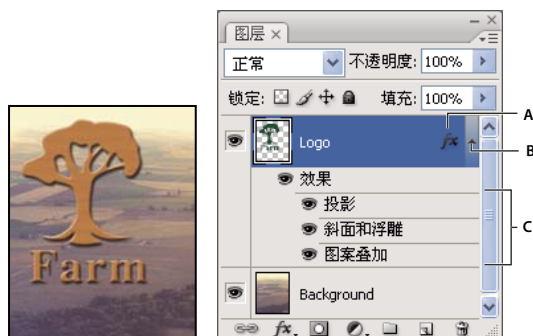 图层 ×
正常 不透明度: 100%
锁定: 填充: 100%
A
Logo fx
B
效果
投影
C
斜面和浮雕
图案叠加
Farm
Background
fx.